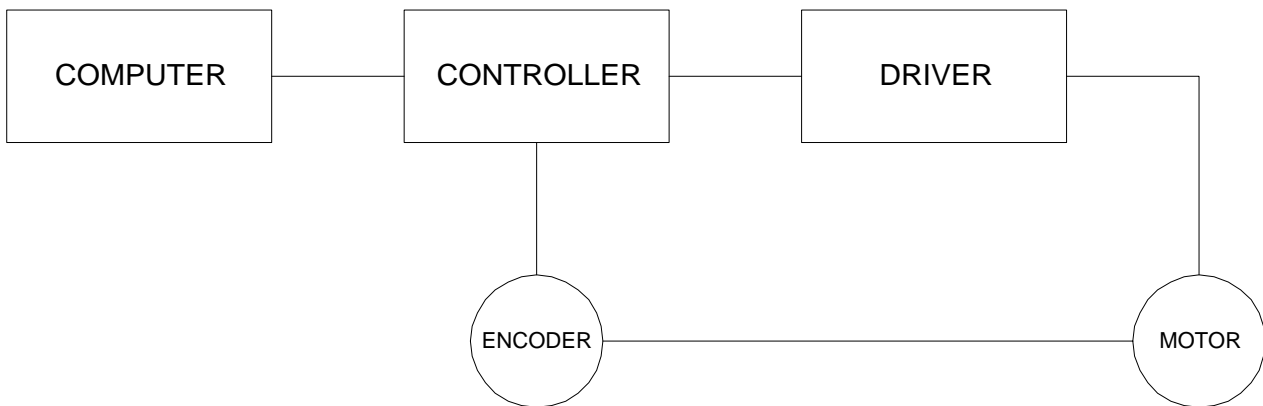 COMPUTER
CONTROLLER
DRIVER
ENCODER
MOTOR